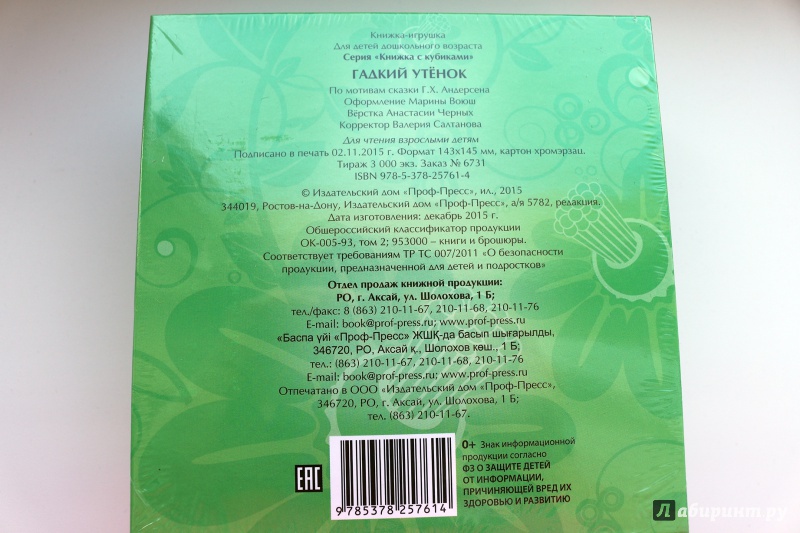 Книжка-игрушка
Для детей дошкольного возраста
Серия «Книжка с кубиками»
ГАДКИЙ УТЁНОК
По мотивам сказки Г.Х. Андерсена
Оформление Марины Воюш
Вёрстка Анастасии Черных
Корректор Валерия Салтанова
Для чтения взрослыми детям
Подписано в печать 02.11.2015 г. Формат 143x145 мм, картон хромэрзац.
Тираж 3 000 экз. Заказ № 6731
ISBN 978-5-378-25761-4
© Издательский дом «Проф-Пресс», ил., 2015
344019, Ростов-на-Дону, Издательский дом «Проф-Пресс», а/я 5782, редакция.
Дата изготовления: декабрь 2015 г.
Общероссийский классификатор продукции
ОК-005-93, том 2; 953000 – книги и брошюры.
Соответствует требованиям ТР ТС 007/2011 «О безопасности
продукции, предназначенной для детей и подростков»
Отдел продаж книжной продукции:
РО, г. Аксай, ул. Шолохова, 1 Б;
тел./факс: 8 (863) 210-11-67, 210-11-68, 210-11-76
E-mail: book@prof-press.ru; www.prof-press.ru
«Баспа үйі «Проф-Пресс» ЖШҚ-да басып шығарылды,
346720, РО, Аксай қ., Шолохов көш., 1 Б;
тел.: (863) 210-11-67, 210-11-68, 210-11-76
E-mail: book@prof-press.ru; www.prof-press.ru
Отпечатано в ООО «Издательский дом «Проф-Пресс»,
346720, РО, г. Аксай, ул. Шолохова, 1 Б;
тел. (863) 210-11-67.
EAC
9 785378 257614
0+ Знак информационной
продукции согласно
ФЗ О ЗАЩИТЕ ДЕТЕЙ
ОТ ИНФОРМАЦИИ,
ПРИЧИНЯЮЩЕЙ ВРЕД ИХ
ЗДОРОВЬЮ И РАЗВИТИЮ
Лабиринт.ру